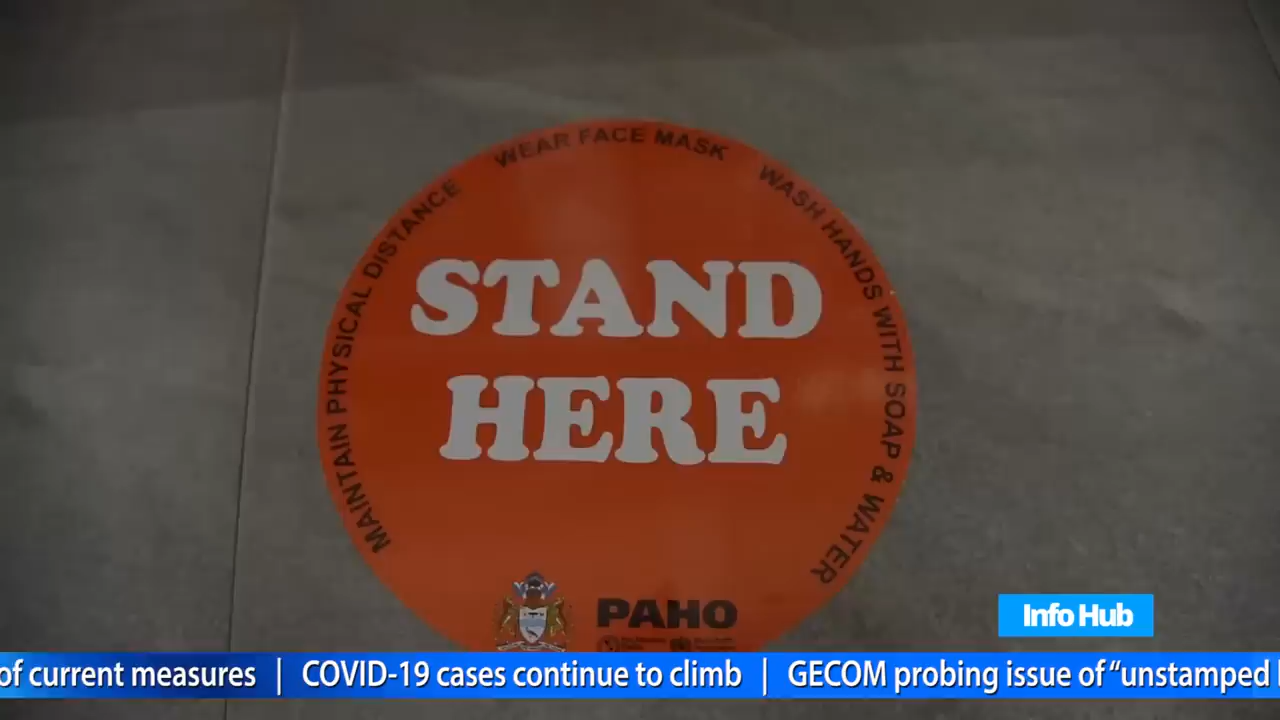 MAINTAIN PHYSICAL DISTANCE
WEAR FACE MASK
WASH HANDS WITH SOAP & WATER
STAND
HERE
PAHO
Info Hub
of current measures | COVID-19 cases continue to climb | GECOM probing issue of “unstamped